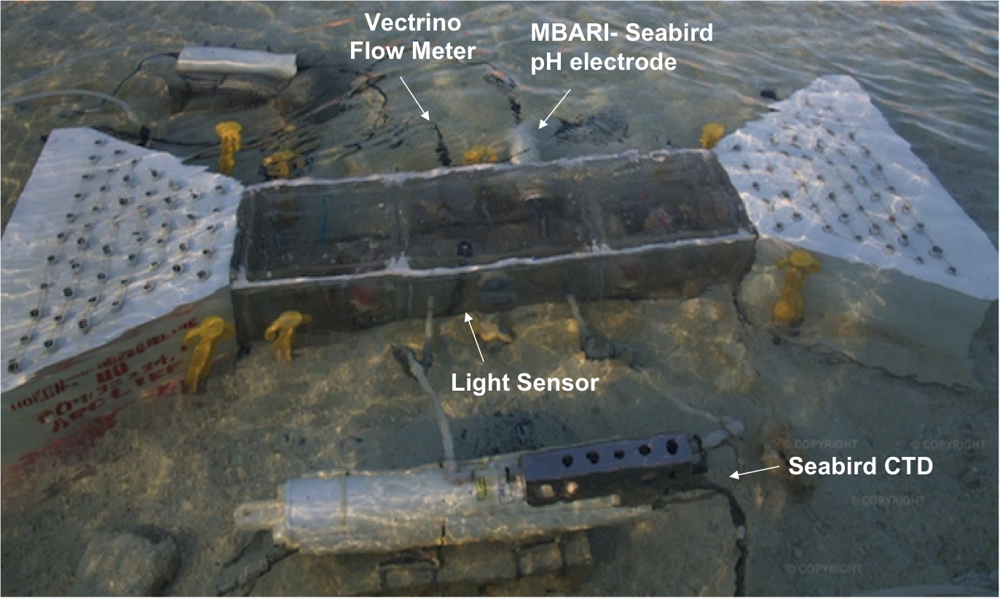 Vectrino
Flow Meter
MBARI- Seabird
pH electrode
Light Sensor
Seabird CTD
© COPYRIGHT
© COPYRIGHT
© COPYRIGHT
© COPYRIGHT